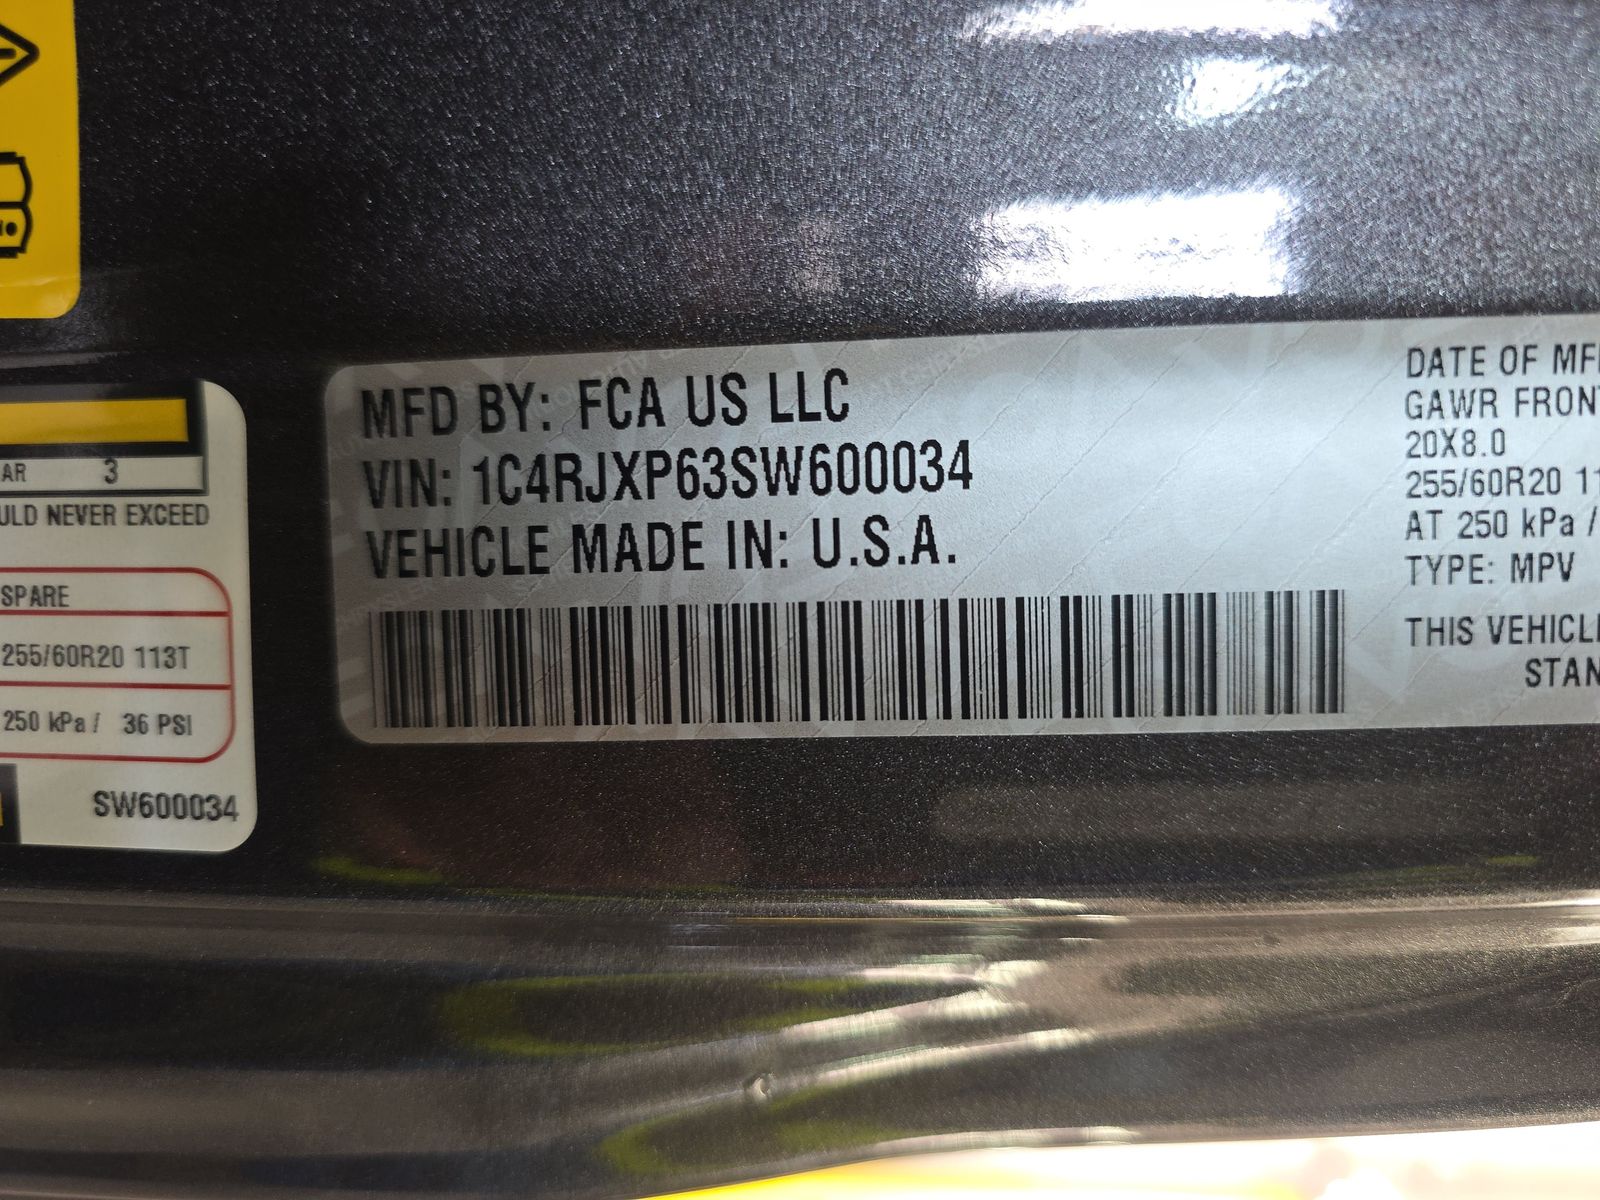 AR 3
ULD NEVER EXCEED
SPARE
255/60R20 113T
250 kPa / 36 PSI
SW600034
MFD BY: FCA US LLC
VIN: 1C4RJXP63SW600034
VEHICLE MADE IN: U.S.A.
DATE OF MF
GAWR FRON
20X8.0
255/60R20 11
AT 250 kPa /
TYPE: MPV
THIS VEHICL
STAN